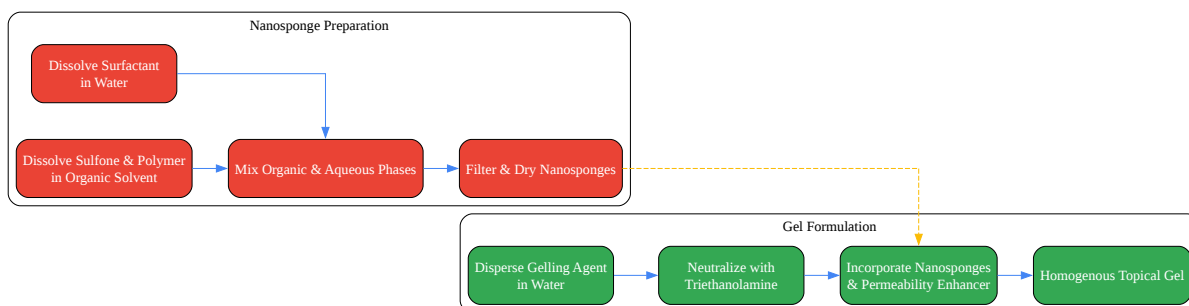 Nanosponge Preparation
Dissolve Surfactant
in Water
Dissolve Sulfone & Polymer
in Organic Solvent
Mix Organic & Aqueous Phases
Filter & Dry Nanosponges
Gel Formulation
Disperse Gelling Agent
in Water
Neutralize with
Triethanolamine
Incorporate Nanosponges
& Permeability Enhancer
Homogenous Topical Gel